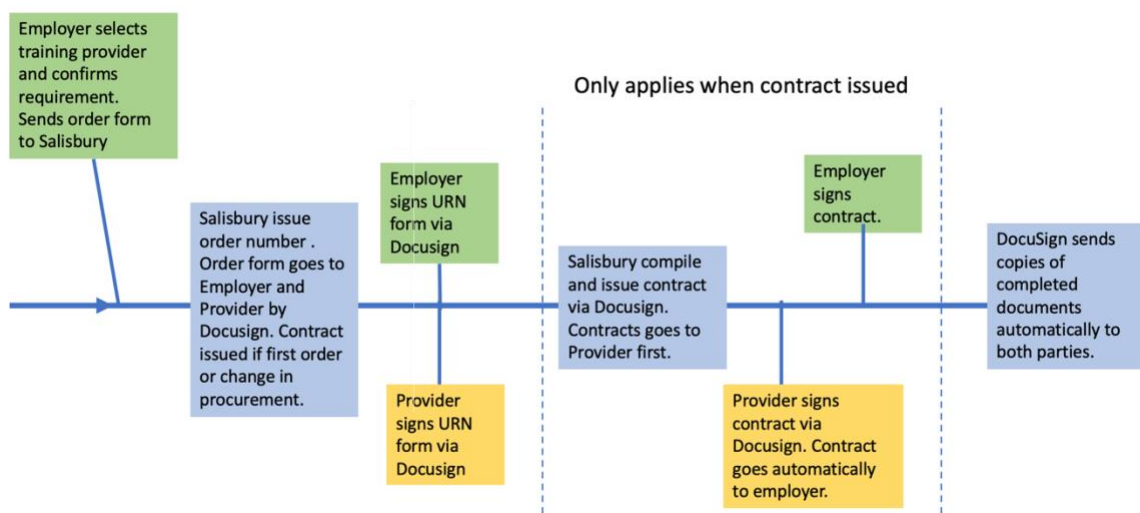 Employer selects
training provider
and confirms
requirement.
Sends order form
to Salisbury
Only applies when contract issued
Salisbury issue
order number .
Order form goes to
Employer and
Provider by
Docusign. Contract
issued if first order
or change in
procurement.
Employer
signs URN
form via
Docusign
Provider
signs URN
form via
Docusign
Salisbury compile
and issue contract
via Docusign.
Contracts goes to
Provider first.
Provider signs
contract via
Docusign. Contract
goes automatically
to employer.
Employer
signs
contract.
DocuSign sends
copies of
completed
documents
automatically to
both parties.